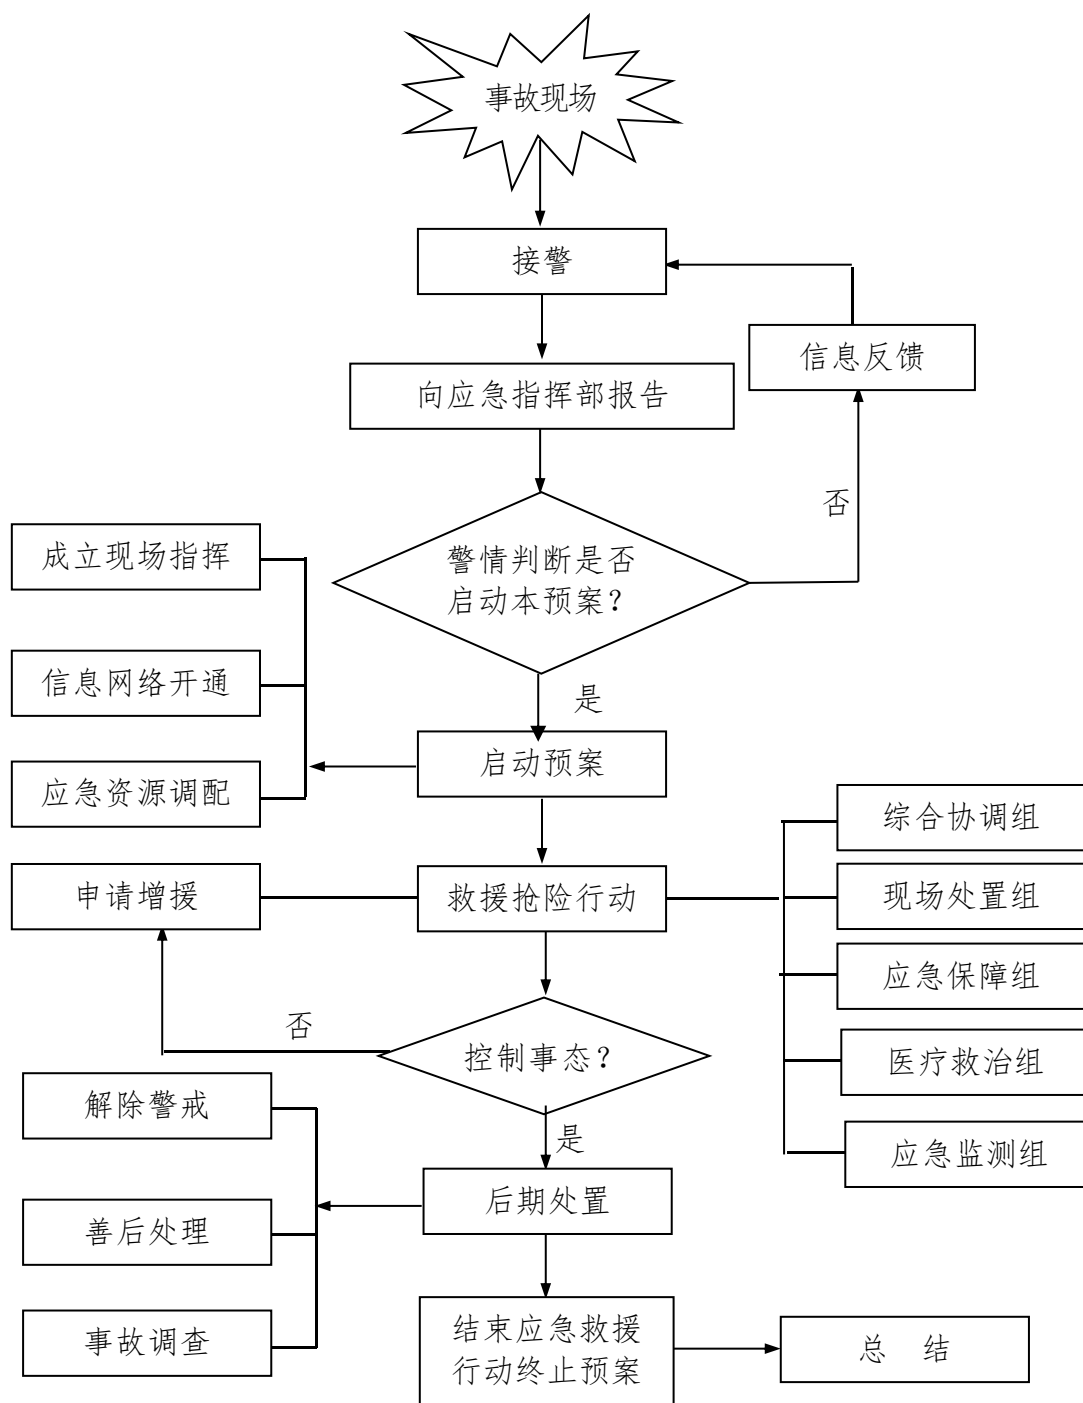 事故现场
接警
信息反馈
向应急指挥部报告
否
警情判断是否
启动本预案？
成立现场指挥
信息网络开通
应急资源调配
是
启动预案
综合协调组
申请增援
救援抢险行动
现场处置组
应急保障组
否
控制事态？
医疗救治组
解除警戒
是
应急监测组
后期处置
善后处理
事故调查
结束应急救援
行动终止预案
总 结